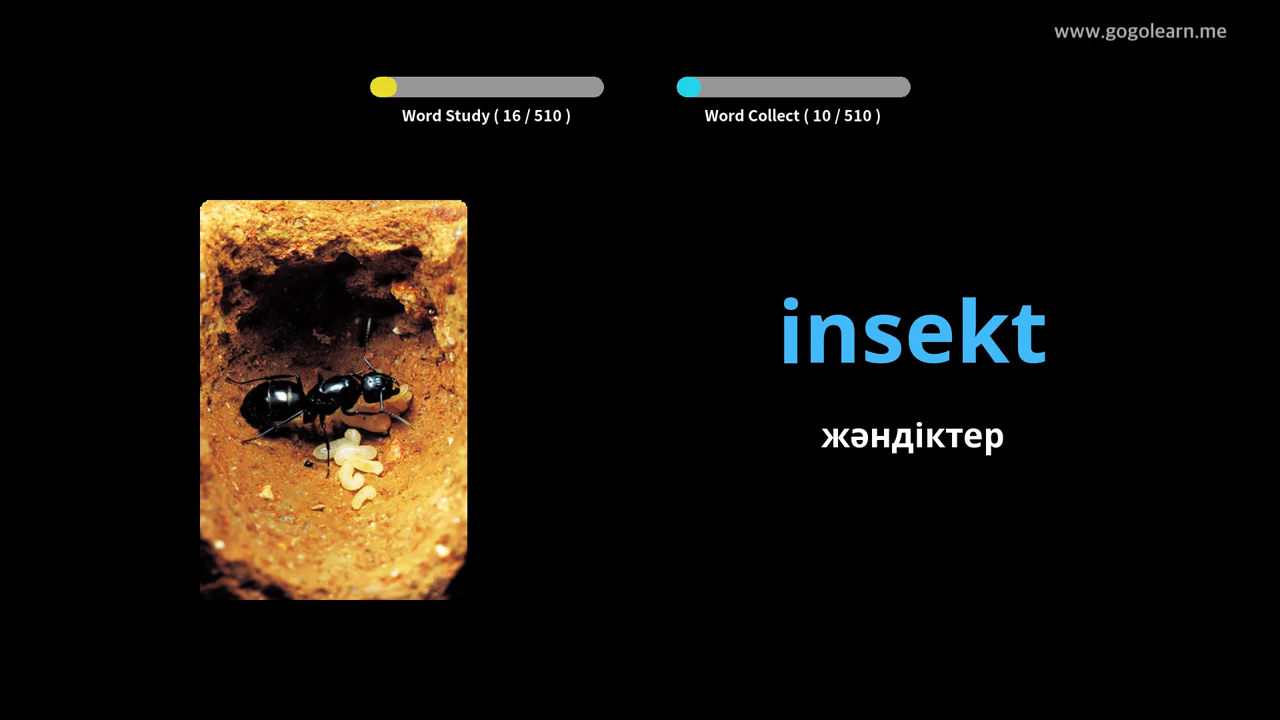 www.gogolearn.me
Word Study ( 16 / 510 )
Word Collect ( 10 / 510 )
insekt
жәндіктер